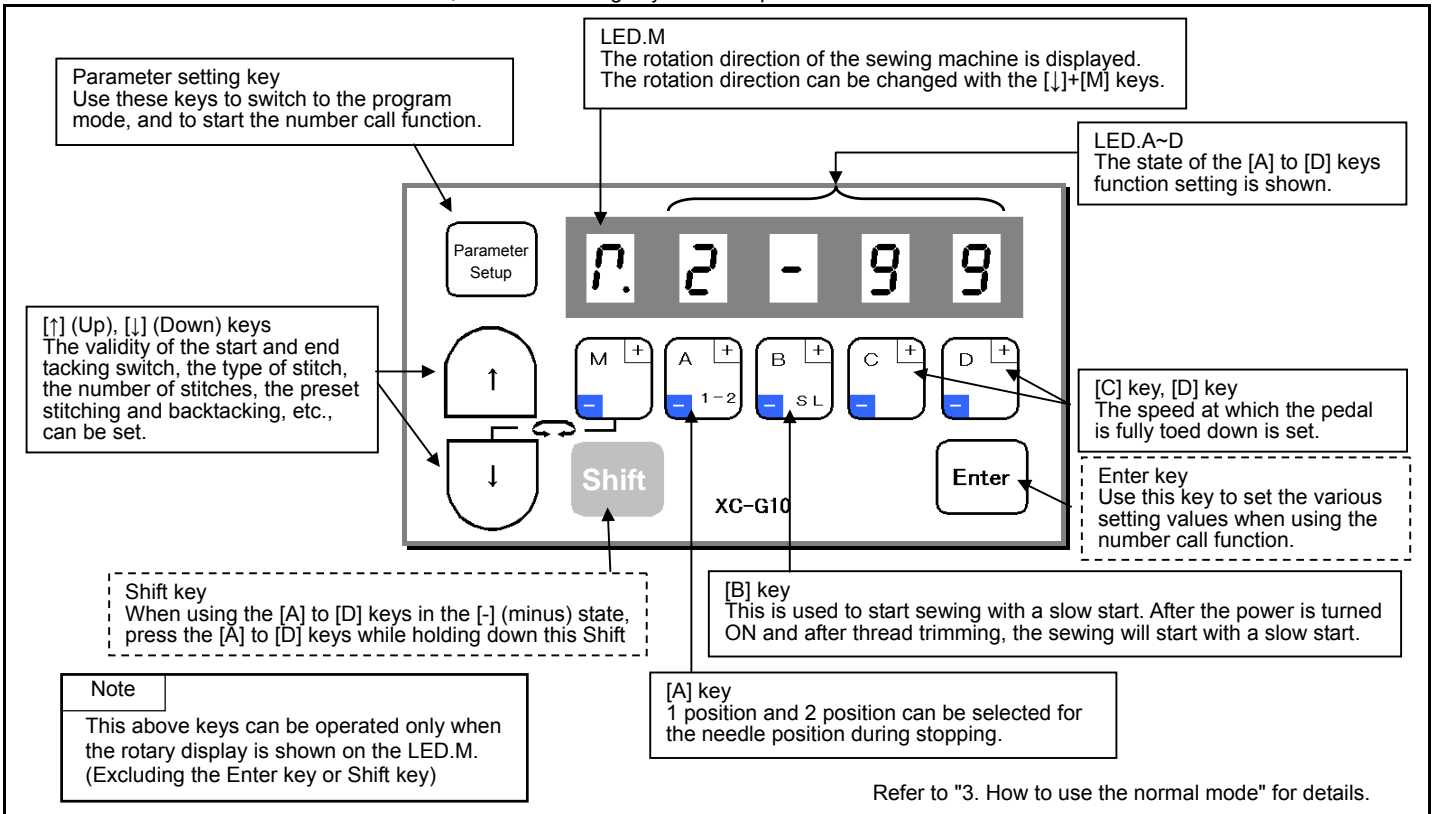 LED.M
The rotation direction of the sewing machine is displayed.
The rotation direction can be changed with the [↓]+[M] keys.
Parameter setting key
Use these keys to switch to the program
mode, and to start the number call function.
LED.A~D
The state of the [A] to [D] keys
function setting is shown.
Parameter
Setup
2 - 9 9
[↑] (Up), [↓] (Down) keys
The validity of the start and end
tacking switch, the type of stitch,
the number of stitches, the preset
stitching and backtacking, etc.,
can be set.
↑
M + -
A + - 1-2
B + - SL
C + -
D + -
[C] key, [D] key
The speed at which the pedal
is fully toed down is set.
↓
Shift
XC-G10
Enter
Enter key
Use this key to set the various
setting values when using the
number call function.
Shift key
When using the [A] to [D] keys in the [-] (minus) state,
press the [A] to [D] keys while holding down this Shift
[B] key
This is used to start sewing with a slow start. After the power is turned
ON and after thread trimming, the sewing will start with a slow start.
[A] key
1 position and 2 position can be selected for
the needle position during stopping.
Note
This above keys can be operated only when
the rotary display is shown on the LED.M.
(Excluding the Enter key or Shift key)
Refer to "3. How to use the normal mode" for details.